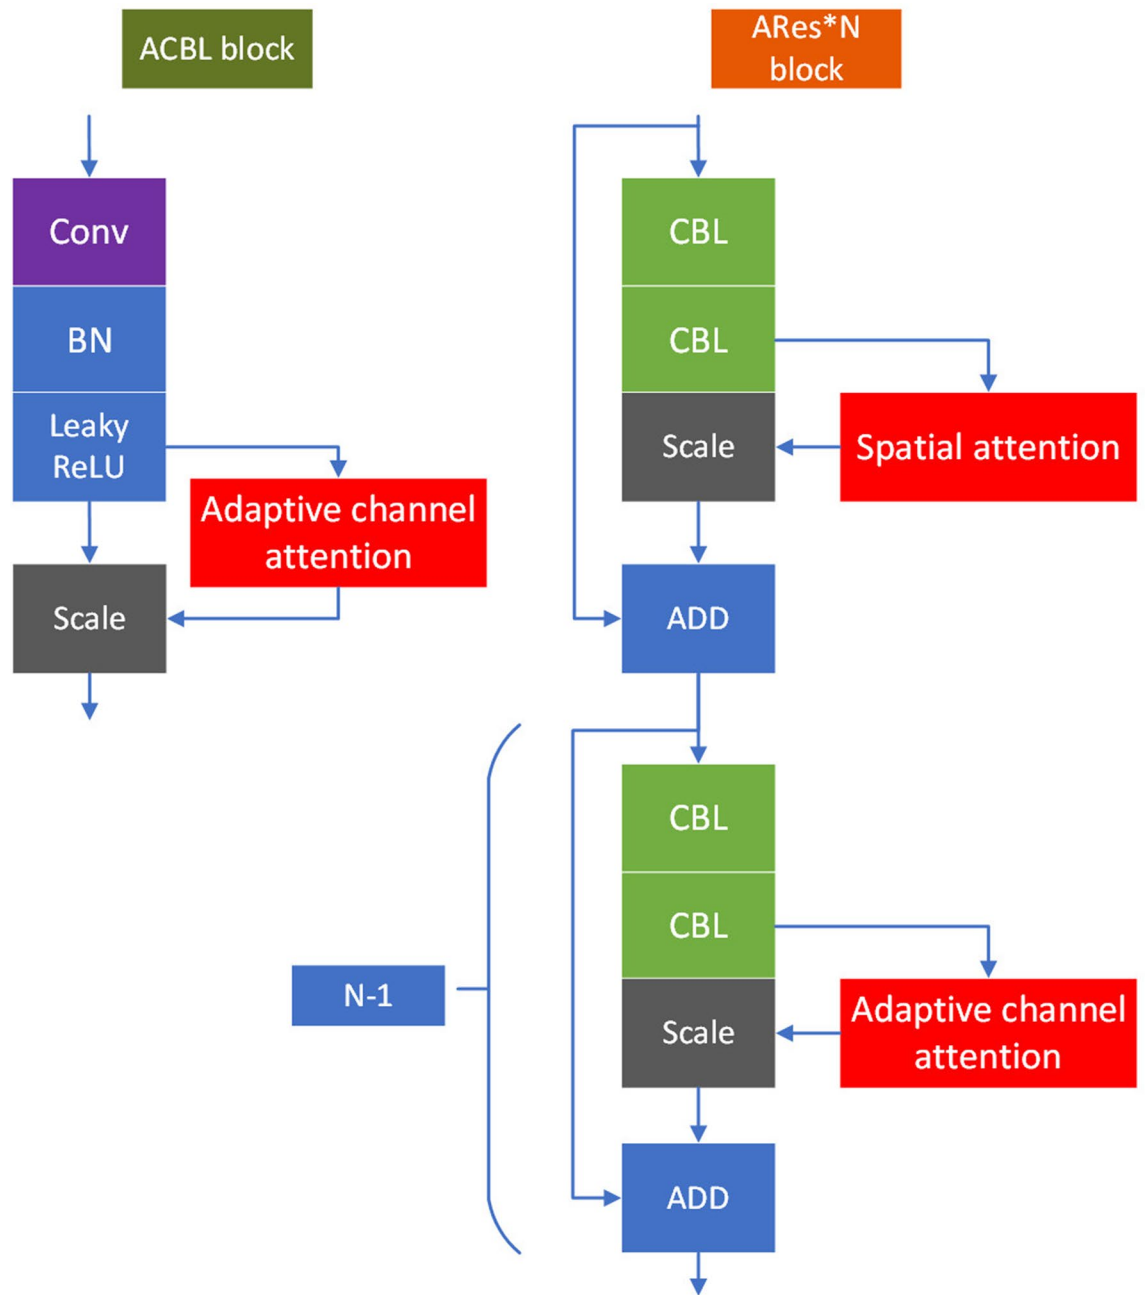 ACBL block
Conv
BN
Leaky
ReLU
Adaptive channel
attention
Scale
ARes*N
block
CBL
CBL
Scale
Spatial attention
ADD
N-1
CBL
CBL
Scale
Adaptive channel
attention
ADD